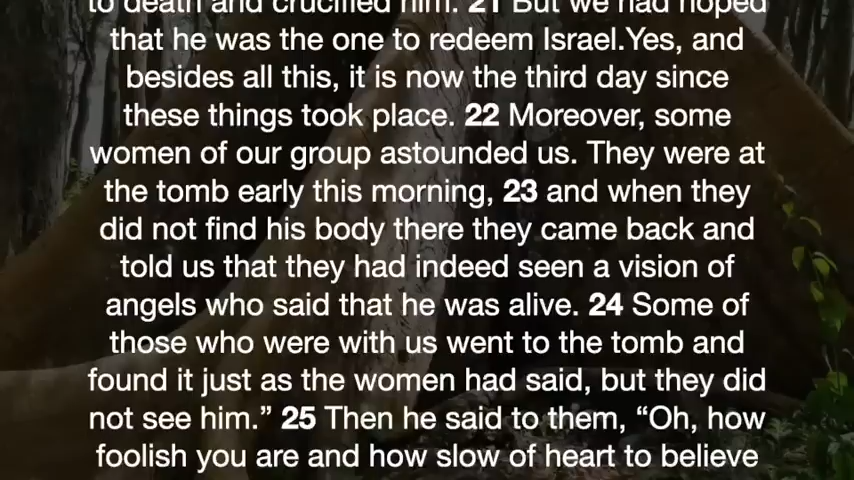 to death and crucified him. 21 But we had hoped
that he was the one to redeem Israel.Yes, and
besides all this, it is now the third day since
these things took place. 22 Moreover, some
women of our group astounded us. They were at
the tomb early this morning, 23 and when they
did not find his body there they came back and
told us that they had indeed seen a vision of
angels who said that he was alive. 24 Some of
those who were with us went to the tomb and
found it just as the women had said, but they did
not see him.” 25 Then he said to them, “Oh, how
foolish you are and how slow of heart to believe